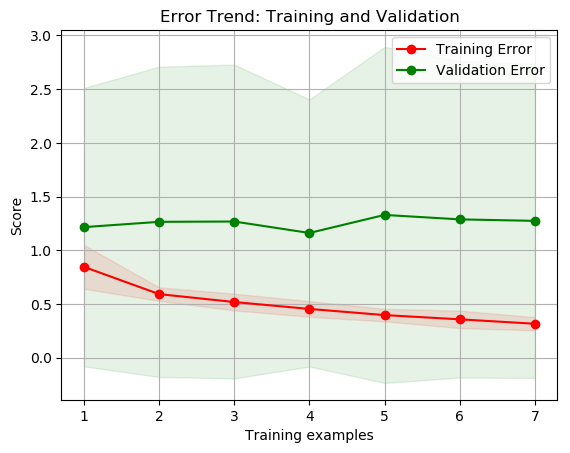 Error Trend: Training and Validation
3.0
2.5
2.0
1.5
1.0
0.5
0.0
Score
Training Error
Validation Error
1 2 3 4 5 6 7
Training examples